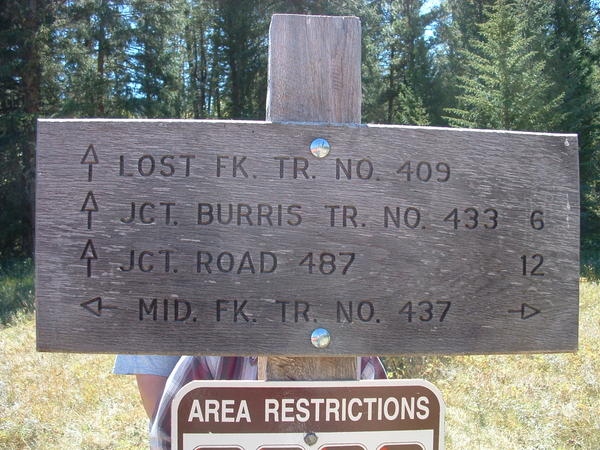 LOST FK. TR. NO. 409
JCT. BURRIS TR. NO. 433 6
JCT. ROAD 487 12
MID. FK. TR. NO. 437
AREA RESTRICTIONS